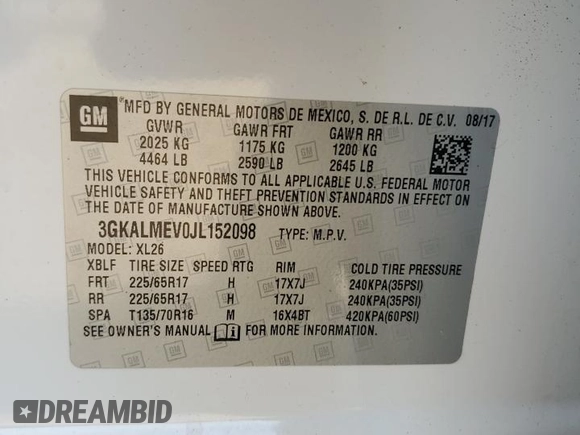 GM
*MFD BY GENERAL MOTORS DE MEXICO, S. DE R.L. DE C.V. 08/17
GVWR GAWR FRT GAWR RR
2025 KG 1175 KG 1200 KG
4464 LB 2590 LB 2645 LB
THIS VEHICLE CONFORMS TO ALL APPLICABLE U.S. FEDERAL MOTOR
VEHICLE SAFETY AND THEFT PREVENTION STANDARDS IN EFFECT ON
THE DATE OF MANUFACTURE SHOWN ABOVE.
3GKALMEV0JL152098 TYPE: M.P.V.
MODEL: XL26
XBLF TIRE SIZE SPEED RTG RIM COLD TIRE PRESSURE
FRT 225/65R17 H 17X7J 240KPA(35PSI)
RR 225/65R17 H 17X7J 240KPA(35PSI)
SPA T135/70R16 M 16X4BT 420KPA(60PSI)
SEE OWNER'S MANUAL FOR MORE INFORMATION.
DREAMBID